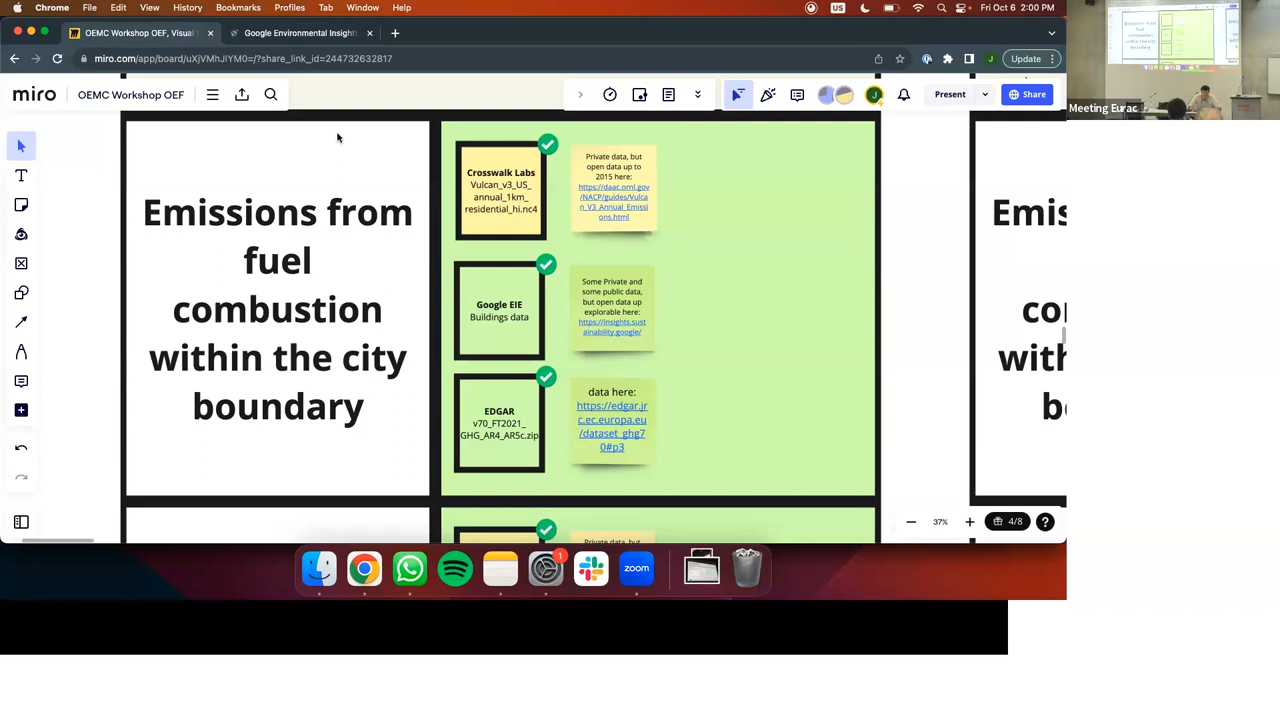 Chrome File Edit View History Bookmarks Profiles Tab Window Help
US
Fri Oct 6 2:00 PM
OEMC Workshop OEF, Visual
Google Environmental Insights
miro.com/app/board/uXjVMhJIYM0=/?share_link_id=244732632817
J
Update
miro
OEMC Workshop OEF
J
Present
Share
Meeting Eurac
Emissions from
fuel
combustion
within the city
boundary
Crosswalk Labs
Vulcan_v3_US_
annual_1km_
residential_hi.nc4
Private data, but
open data up to
2015 here:
https://daac.ornl.gov
/NACP/guides/Vulca
n_V3_Annual_Emissi
ons.html
Google EIE
Buildings data
Some Private and
some public data,
but open data up
explorable here:
https://insights.sust
ainability.google/
EDGAR
v70_FT2021_
GHG_AR4_AR5c.zip
data here:
https://edgar.jr
c.ec.europa.eu
/dataset_ghg7
0#p3
Private data, but
Emis
co
with
b
37%
4/8
?
1
zoom